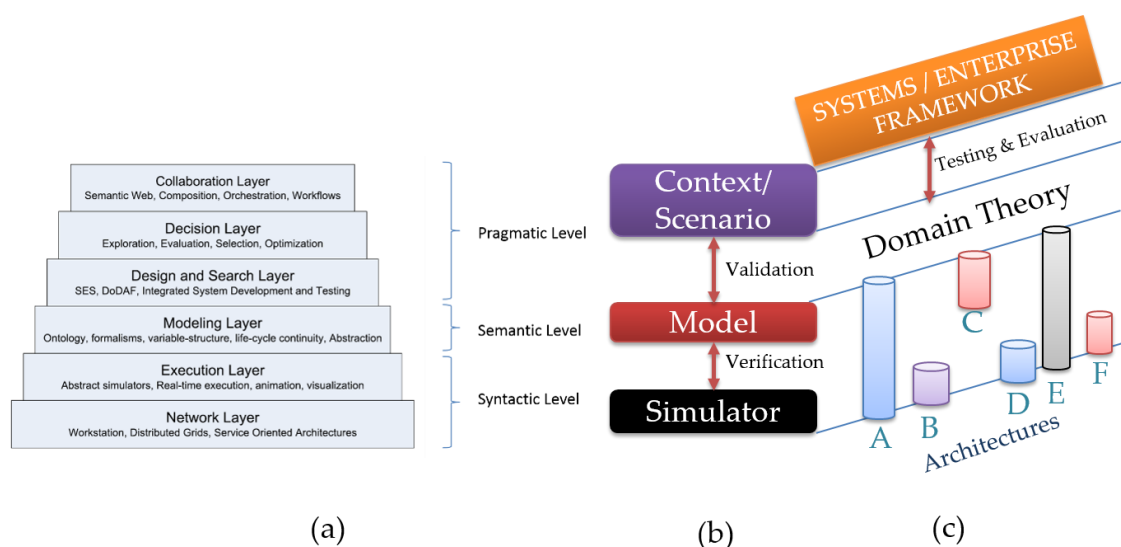 Collaboration Layer
Semantic Web, Composition, Orchestration, Workflows
Decision Layer
Exploration, Evaluation, Selection, Optimization
Design and Search Layer
SES, DoDAF, Integrated System Development and Testing
Modeling Layer
Ontology, formalisms, variable-structure, life-cycle continuity, Abstraction
Execution Layer
Abstract simulators, Real-time execution, animation, visualization
Network Layer
Workstation, Distributed Grids, Service Oriented Architectures
Pragmatic Level
Semantic Level
Syntactic Level
(a)
Context/
Scenario
Validation
Model
Verification
Simulator
(b)
SYSTEMS / ENTERPRISE
FRAMEWORK
Testing & Evaluation
Domain Theory
A
B
C
D
E
F
Architectures
(c)